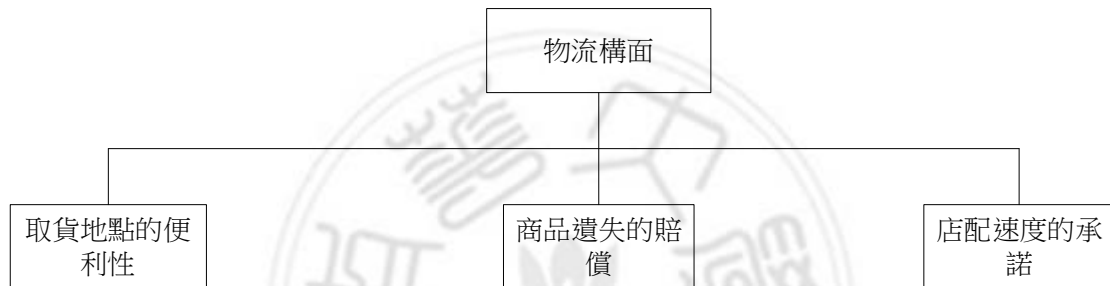 物流構面
取貨地點的便
利性
商品遺失的賠
償
店配速度的承
諾